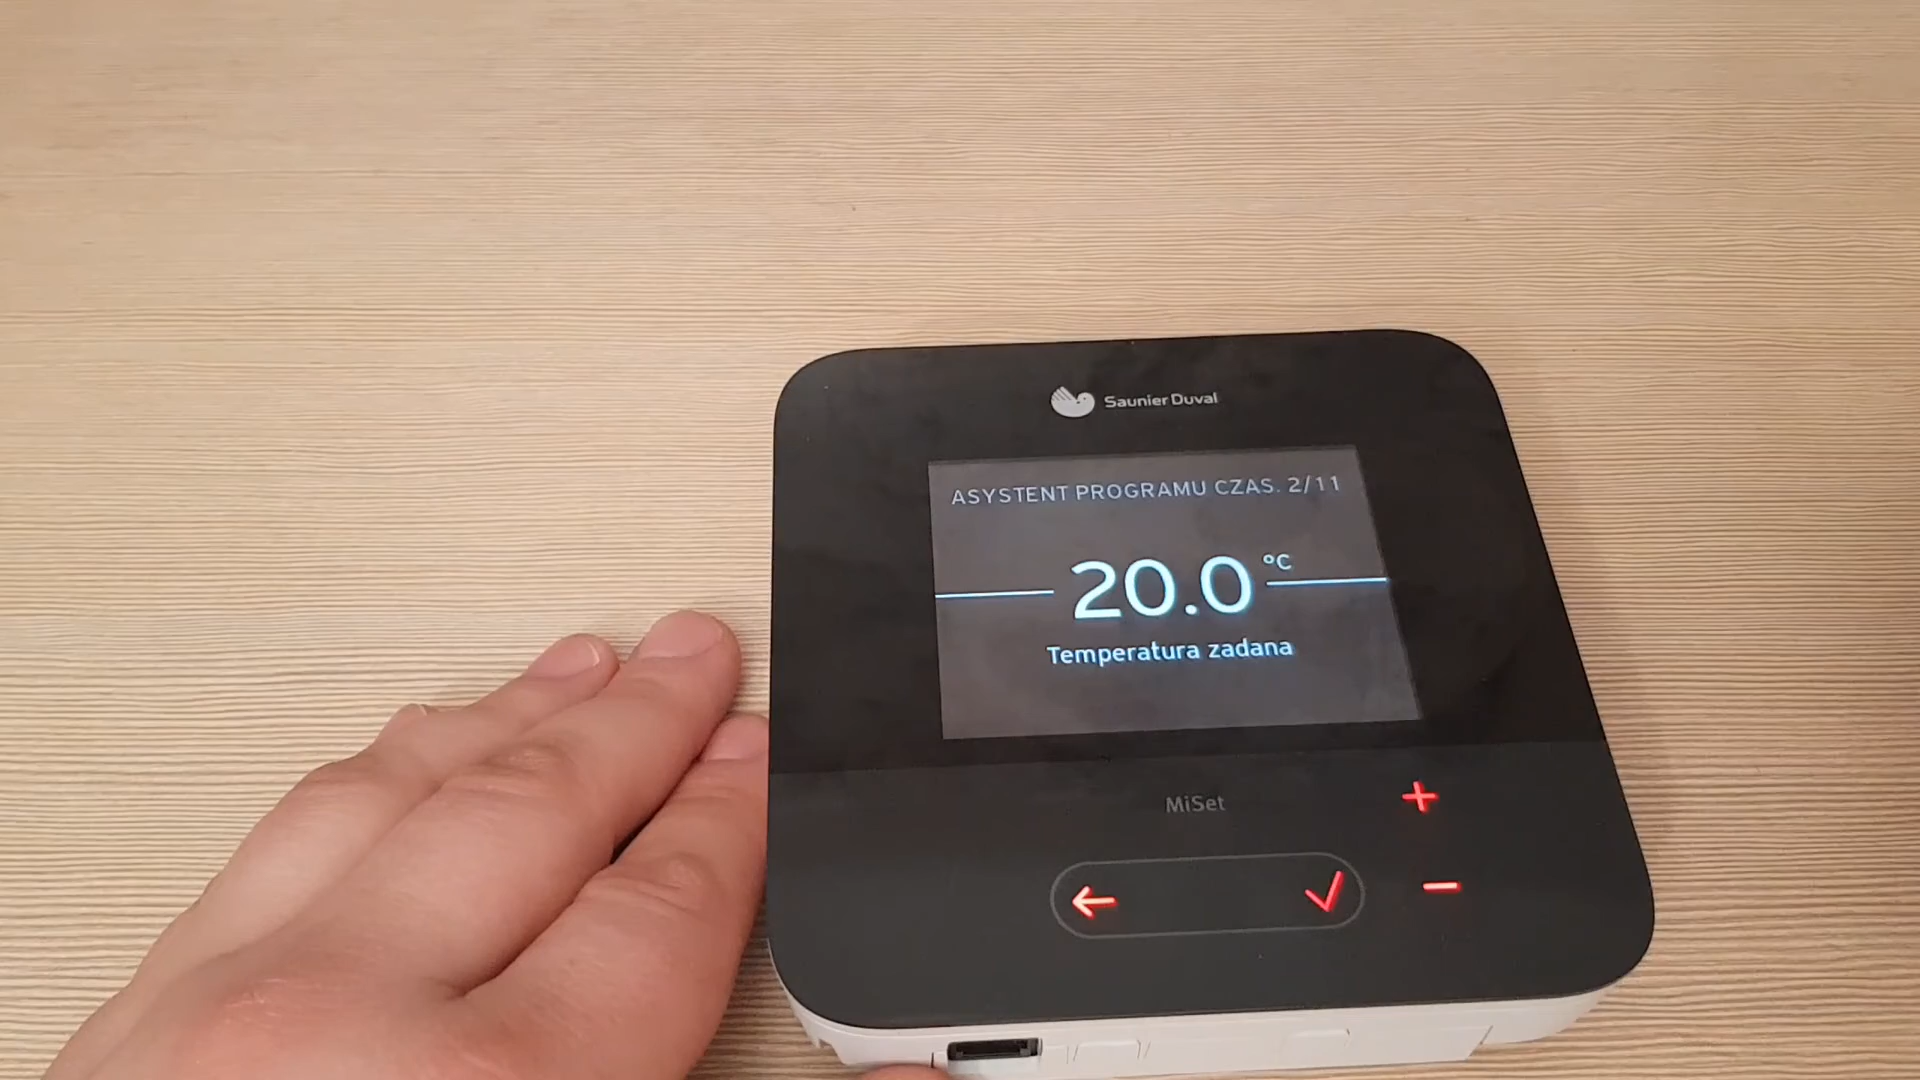 Saunier Duval
ASYSTENT PROGRAMU CZAS. 2/11
20.0 °C
Temperatura zadana
MiSet